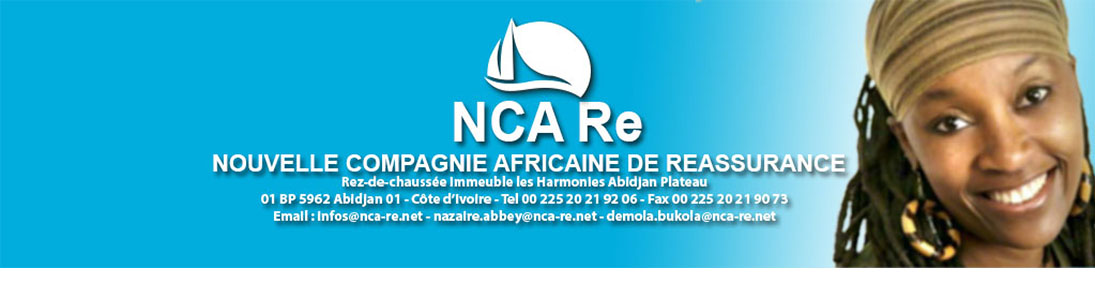 NCA Re
NOUVELLE COMPAGNIE AFRICAINE DE REASSURANCE
Rez-de-chaussée Immeuble les Harmonies Abidjan Plateau
01 BP 5962 Abidjan 01 - Côte d'Ivoire - Tel 00 225 20 21 92 06 - Fax 00 225 20 21 90 73
Email : Infos@nca-re.net - nazaire.abbey@nca-re.net - demola.bukola@nca-re.net